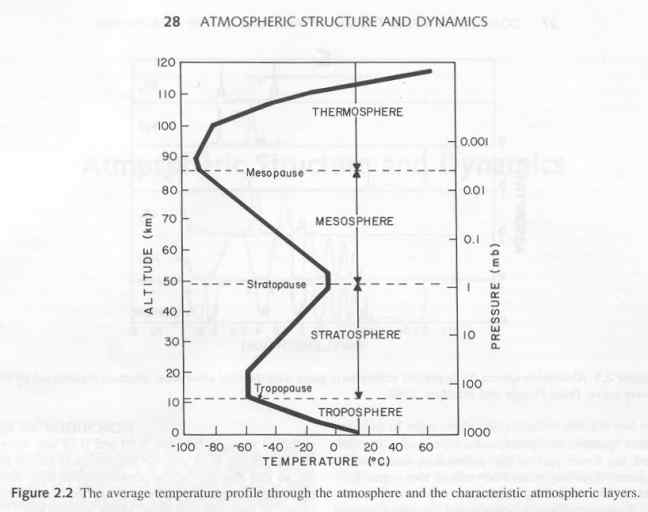 28 ATMOSPHERIC STRUCTURE AND DYNAMICS
120
110
100
90
80
70
60
50
40
30
20
10
0
ALTITUDE (km)
THERMOSPHERE
Mesopause
MESOSPHERE
Stratopause
STRATOSPHERE
Tropopause
TROPOSPHERE
0.001
0.01
0.1
1
10
100
1000
PRESSURE (mb)
-100 -80 -60 -40 -20 0 20 40 60
TEMPERATURE (°C)
Figure 2.2 The average temperature profile through the atmosphere and the characteristic atmospheric layers.